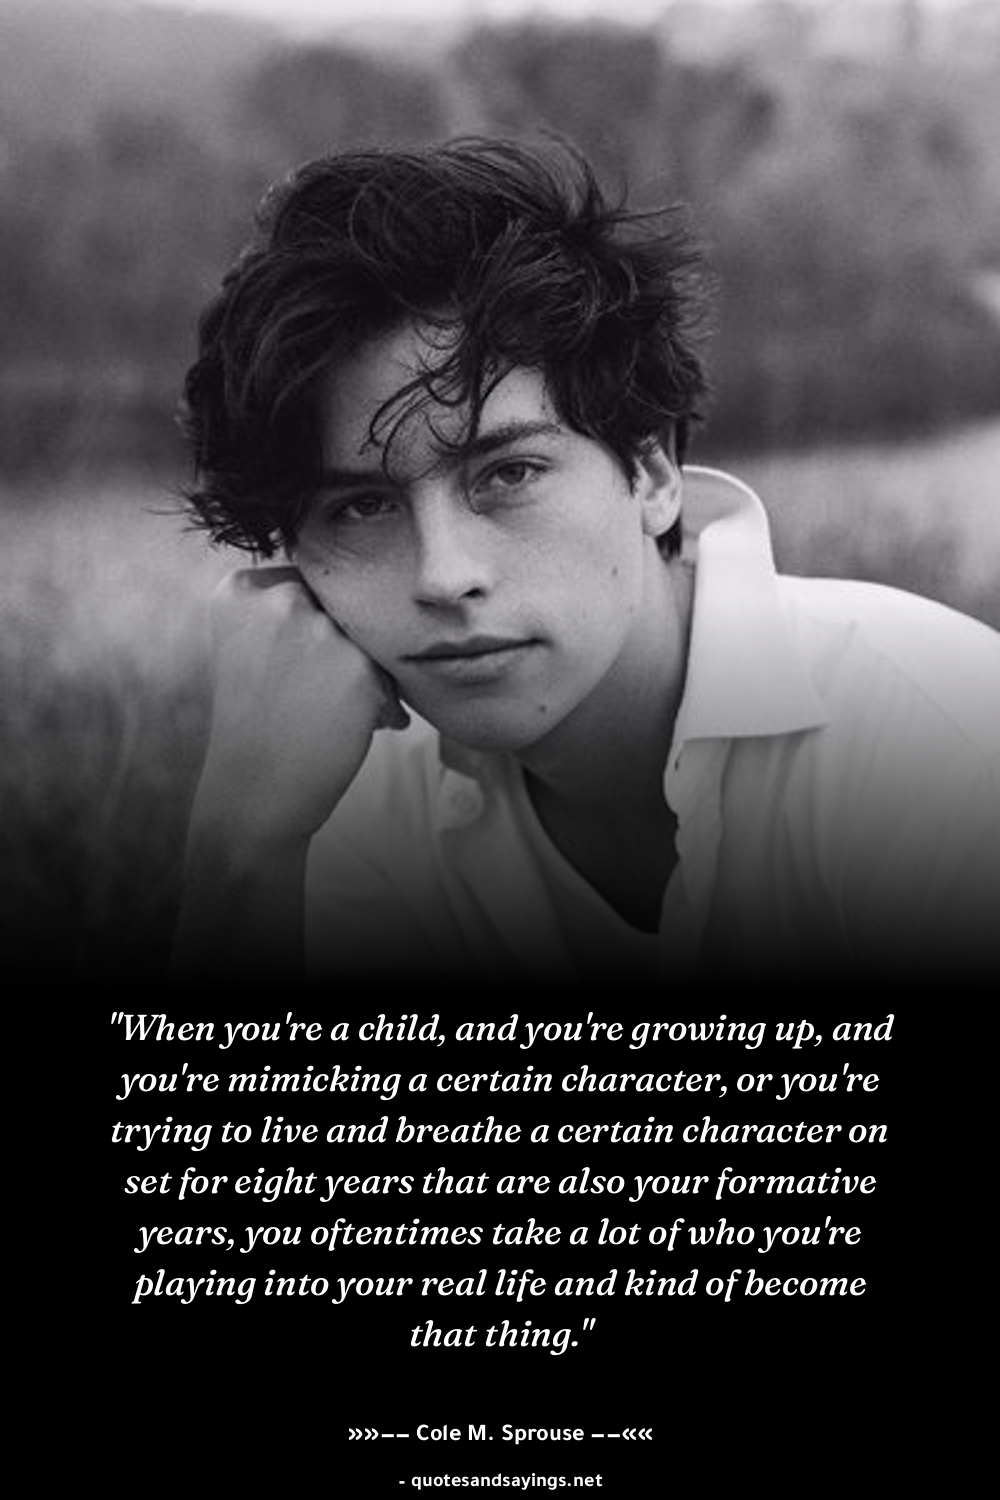 "When you're a child, and you're growing up, and
you're mimicking a certain character, or you're
trying to live and breathe a certain character on
set for eight years that are also your formative
years, you oftentimes take a lot of who you're
playing into your real life and kind of become
that thing."
»»–– Cole M. Sprouse ––««
- quotesandsayings.net